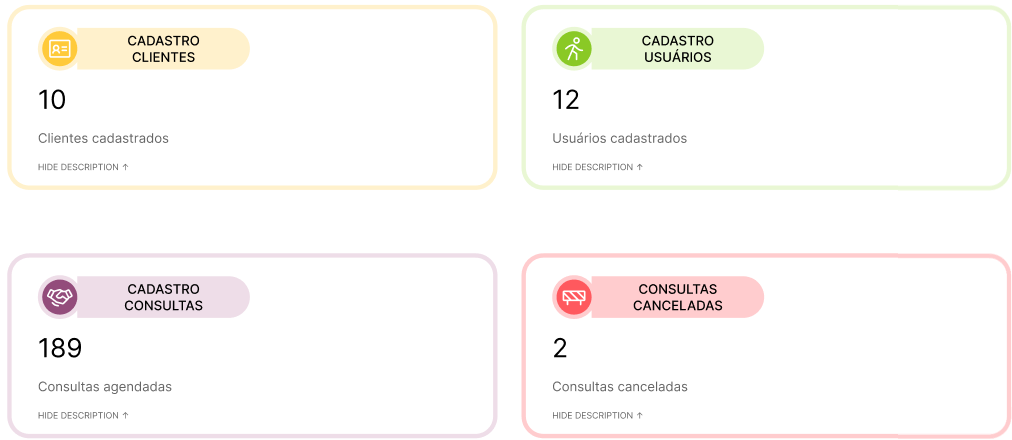 CADASTRO
CLIENTES
10
Clientes cadastrados
HIDE DESCRIPTION ↑
CADASTRO
USUÁRIOS
12
Usuários cadastrados
HIDE DESCRIPTION ↑
CADASTRO
CONSULTAS
189
Consultas agendadas
HIDE DESCRIPTION ↑
CONSULTAS
CANCELADAS
2
Consultas canceladas
HIDE DESCRIPTION ↑